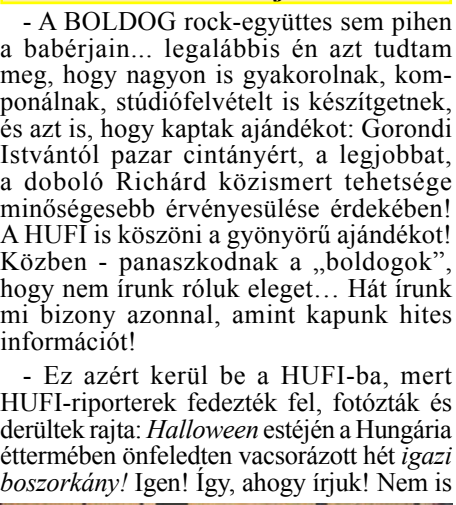 - A BOLDOG rock-együttes sem pihen
a babérjain... legalábbis én azt tudtam
meg, hogy nagyon is gyakorolnak, kom-
ponálnak, stúdiófelvételt is készítgetnek,
és azt is, hogy kaptak ajándékot: Gorondi
Istvántól pazar cintányért, a legjobbat,
a doboló Richárd közismert tehetsége
minőségesebb érvényesülése érdekében!
A HUFI is köszöni a gyönyörű ajándékot!
Közben - panaszkodnak a „boldogok”,
hogy nem írunk róluk eleget… Hát írunk
mi bizony azonnal, amint kapunk hites
információt!
- Ez azért kerül be a HUFI-ba, mert
HUFI-riporterek fedezték fel, fotózták és
derültek rajta: Halloween estéjén a Hungária
éttermében önfeledten vacsorázott hét igazi
boszorkány! Igen! Így, ahogy írjuk! Nem is